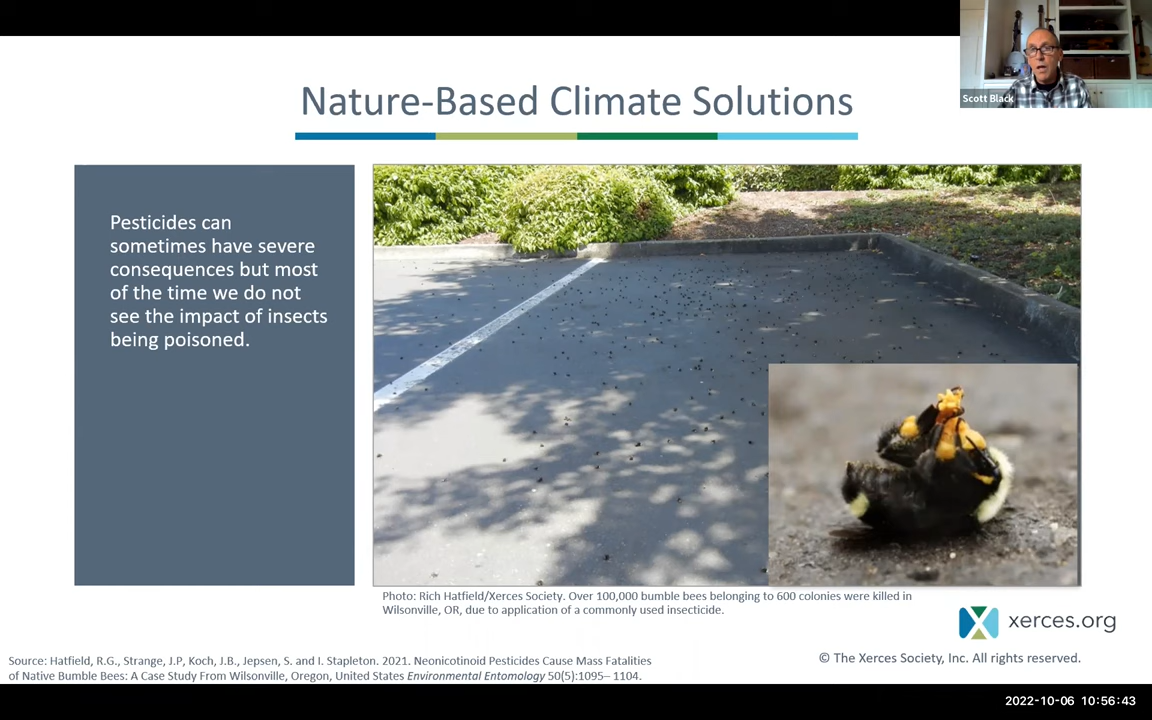 Scott Black
Nature-Based Climate Solutions
Pesticides can
sometimes have severe
consequences but most
of the time we do not
see the impact of insects
being poisoned.
Photo: Rich Hatfield/Xerces Society. Over 100,000 bumble bees belonging to 600 colonies were killed in
Wilsonville, OR, due to application of a commonly used insecticide.
xerces.org
© The Xerces Society, Inc. All rights reserved.
Source: Hatfield, R.G., Strange, J.P, Koch, J.B., Jepsen, S. and I. Stapleton. 2021. Neonicotinoid Pesticides Cause Mass Fatalities
of Native Bumble Bees: A Case Study From Wilsonville, Oregon, United States Environmental Entomology 50(5):1095– 1104.
2022-10-06 10:56:43